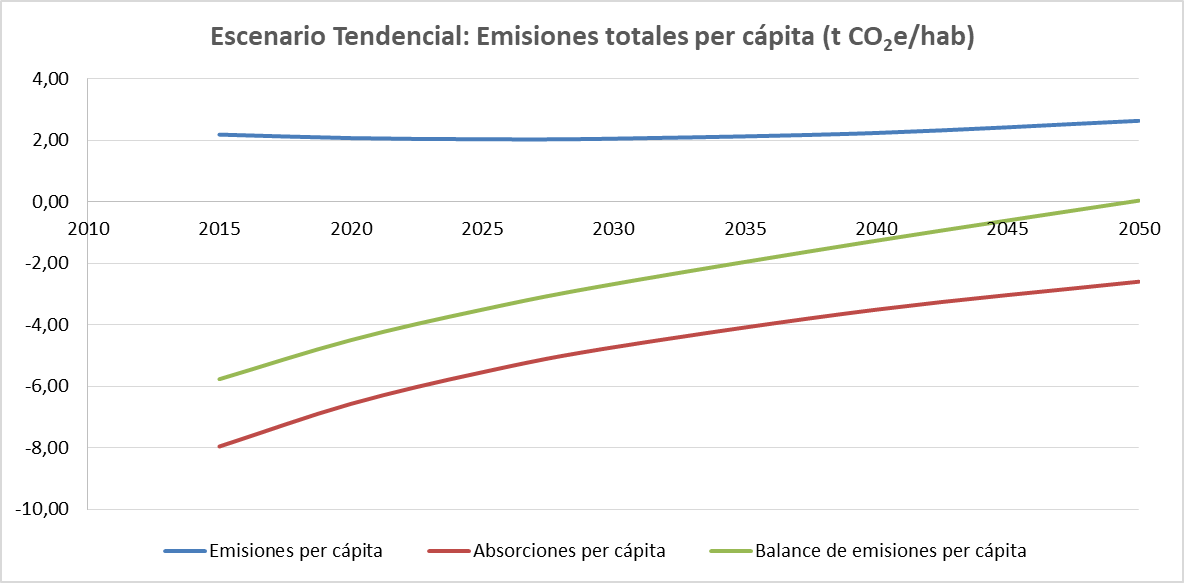 Escenario Tendencial: Emisiones totales per cápita (t CO₂e/hab)
4,00
2,00
0,00
2010 2015 2020 2025 2030 2035 2040 2045 2050
-2,00
-4,00
-6,00
-8,00
-10,00
Emisiones per cápita Absorciones per cápita Balance de emisiones per cápita